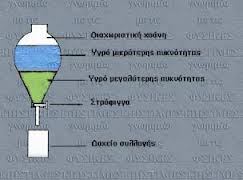 Διαχωριστική χοάνη
Υγρό μικρότερης πυκνότητας
Υγρό μεγαλύτερης πυκνότητας
Στρόφιγγα
Δοχείο συλλογής